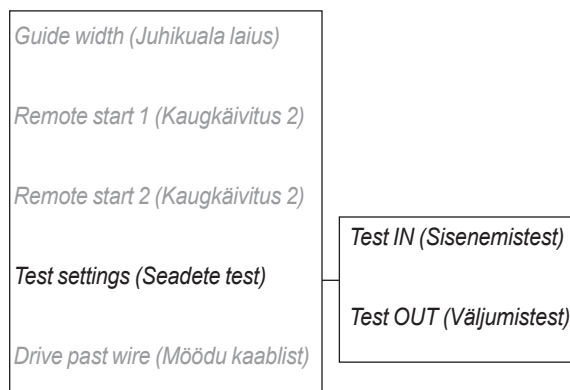 Guide width (Juhikuala laius)
Remote start 1 (Kaugkäivitus 2)
Remote start 2 (Kaugkäivitus 2)
Test settings (Seadete test)
Drive past wire (Möödu kaablist)
Test IN (Sisenemistest)
Test OUT (Väljumistest)